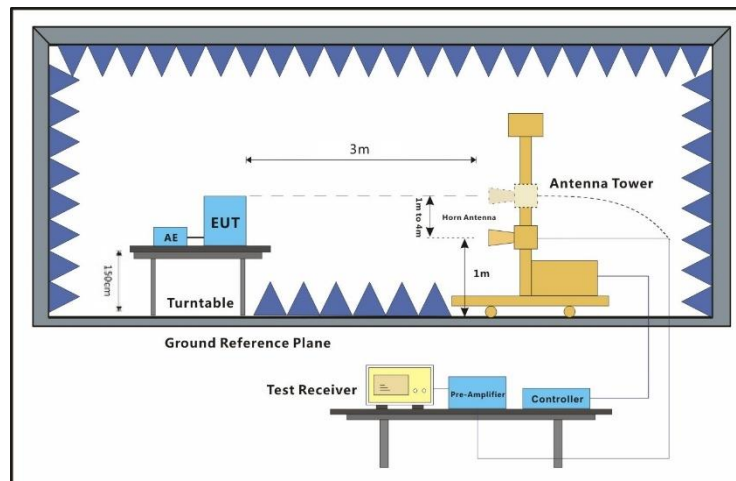 3m
Antenna Tower
1m to 4m
Horn Antenna
EUT
AE
1m
150cm
Turntable
Ground Reference Plane
Test Receiver
Pre-Amplifier
Controller